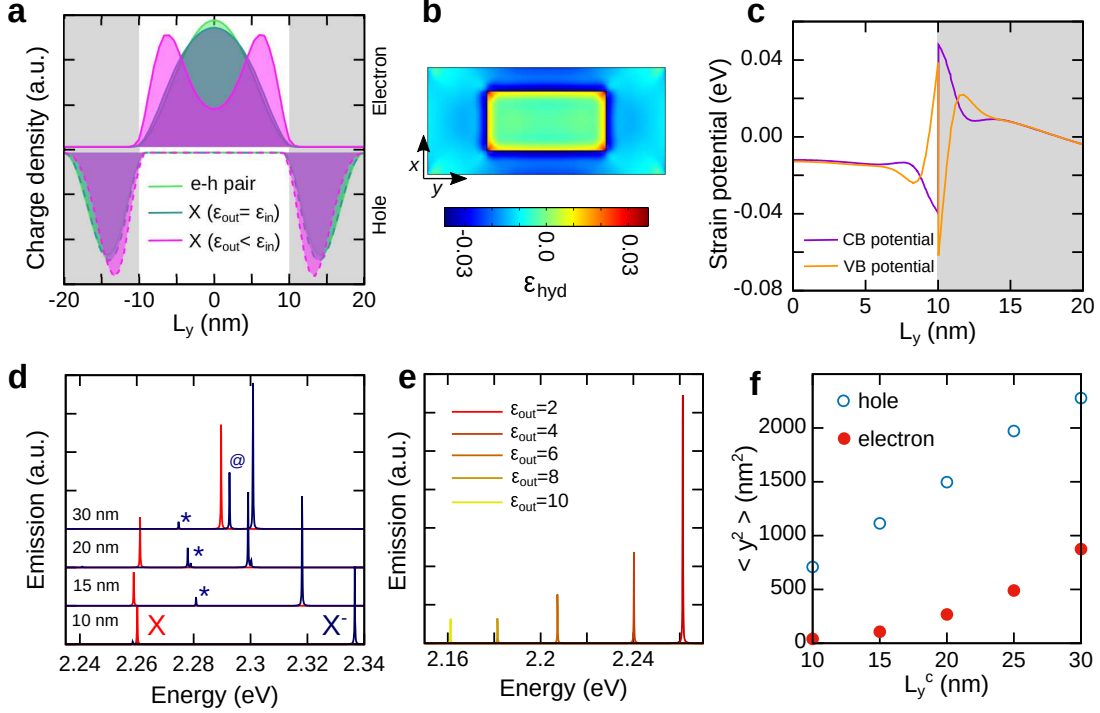 a
Charge density (a.u.)
Electron
Hole
e-h pair
X (εout= εin)
X (εout< εin)
-20 -10 0 10 20
Ly (nm)
b
x
y
-0.03 0.0 0.03
εhyd
c
Strain potential (eV)
0.04
0.00
-0.04
-0.08
CB potential
VB potential
0 5 10 15 20
Ly (nm)
d
Emission (a.u.)
@
30 nm
*
20 nm
*
15 nm
*
10 nm
X
X-
2.24 2.26 2.28 2.3 2.32 2.34
Energy (eV)
e
Emission (a.u.)
εout=2
εout=4
εout=6
εout=8
εout=10
2.16 2.2 2.24
Energy (eV)
f
< y2 > (nm2)
hole
electron
2000
1500
1000
500
0
10 15 20 25 30
Lyc (nm)